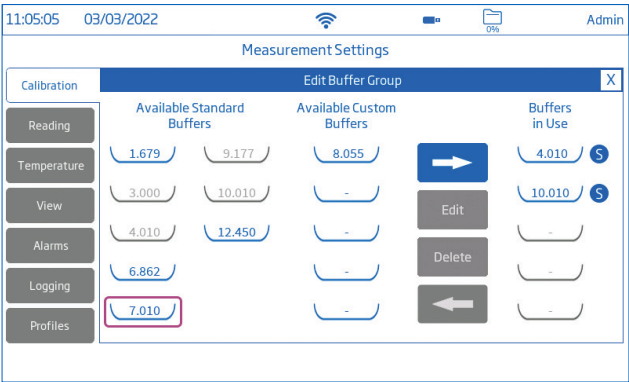 11:05:05 03/03/2022 0% Admin
Measurement Settings
Calibration
Edit Buffer Group X
Reading
Temperature
View
Alarms
Logging
Profiles
Available Standard
Buffers
Available Custom
Buffers
Buffers
in Use
1.679 9.177 8.055 4.010 S
3.000 10.010 - 10.010 S
Edit
4.010 12.450 - -
Delete
6.862 - -
7.010 - -